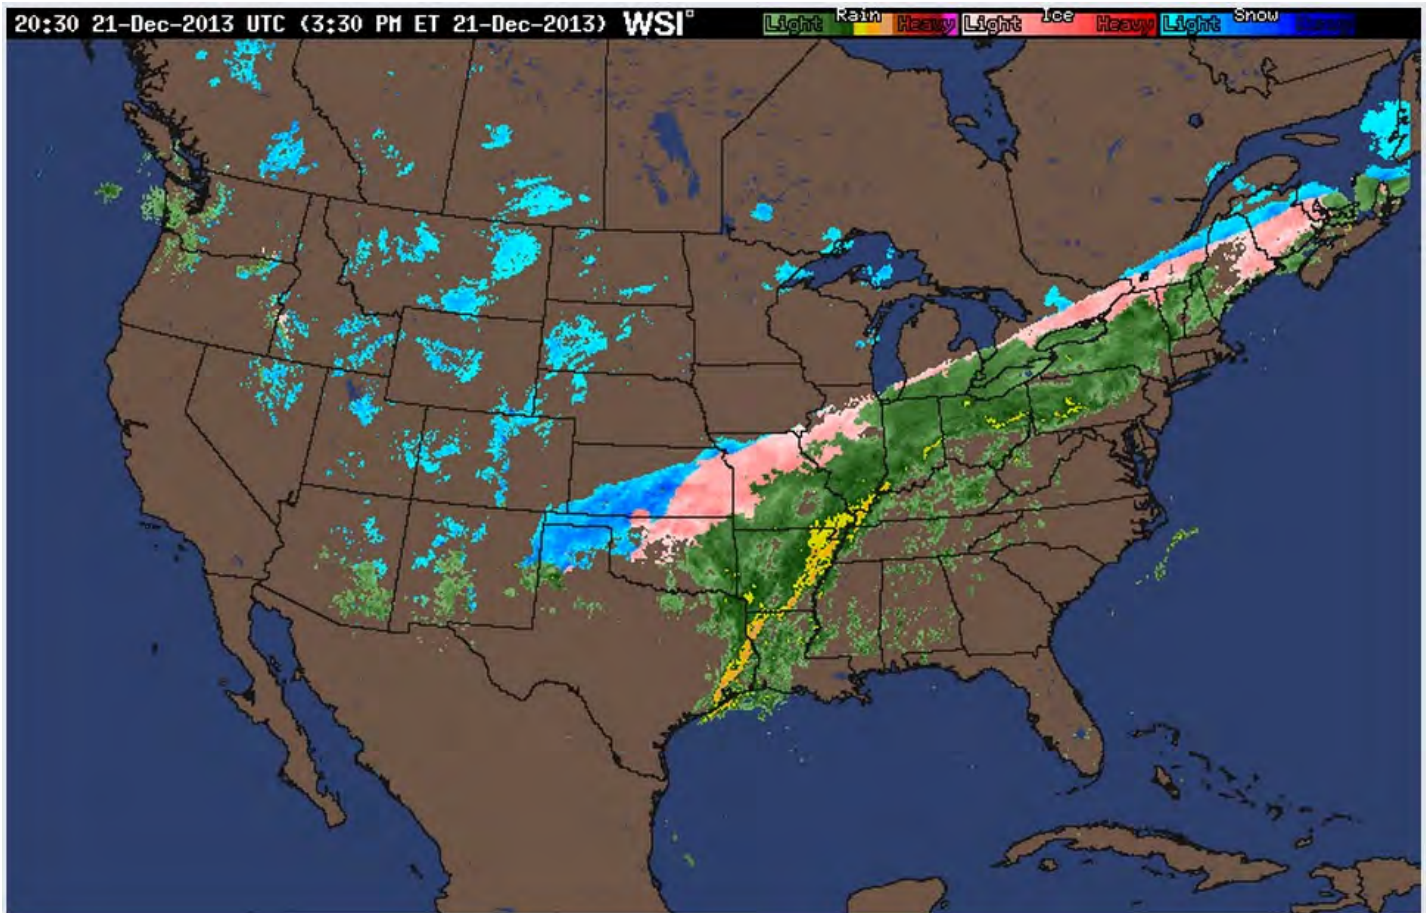 20:30 21-Dec-2013 UTC (3:30 PM ET 21-Dec-2013) WSI
Rain Ice Snow
Light Heavy Light Heavy Light Heavy